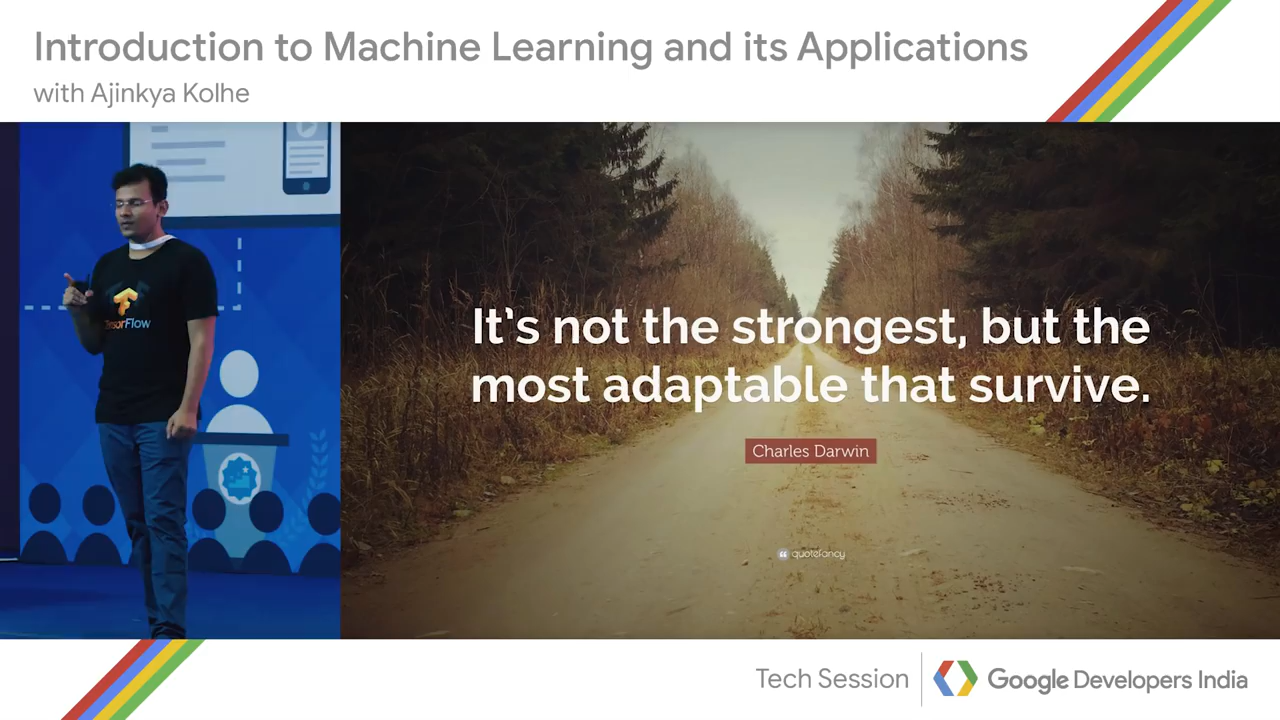 Introduction to Machine Learning and its Applications
with Ajinkya Kolhe
TensorFlow
It's not the strongest, but the
most adaptable that survive.
Charles Darwin
quotefancy
Tech Session
Google Developers India